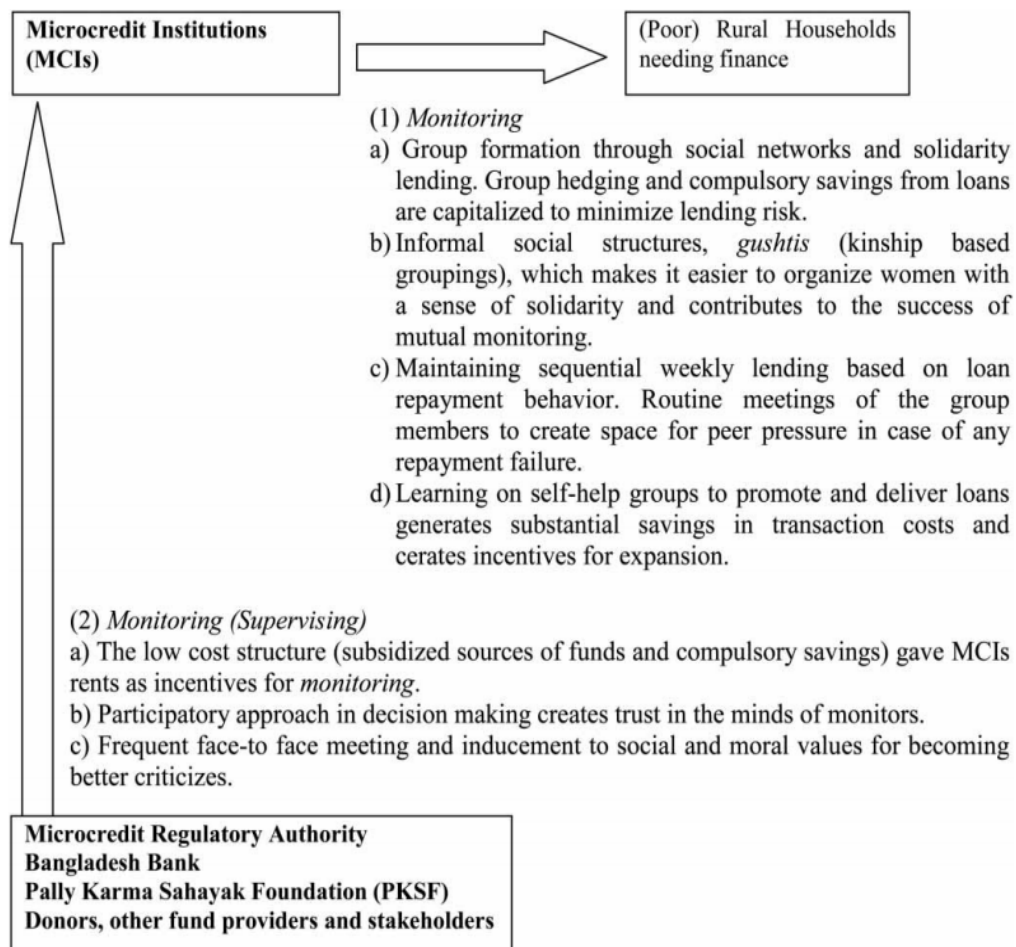 Microcredit Institutions
(MCIs)
(Poor) Rural Households
needing finance
(1) Monitoring
a) Group formation through social networks and solidarity
lending. Group hedging and compulsory savings from loans
are capitalized to minimize lending risk.
b) Informal social structures, gushtis (kinship based
groupings), which makes it easier to organize women with
a sense of solidarity and contributes to the success of
mutual monitoring.
c) Maintaining sequential weekly lending based on loan
repayment behavior. Routine meetings of the group
members to create space for peer pressure in case of any
repayment failure.
d) Learning on self-help groups to promote and deliver loans
generates substantial savings in transaction costs and
cerates incentives for expansion.
(2) Monitoring (Supervising)
a) The low cost structure (subsidized sources of funds and compulsory savings) gave MCIs
rents as incentives for monitoring.
b) Participatory approach in decision making creates trust in the minds of monitors.
c) Frequent face-to face meeting and inducement to social and moral values for becoming
better criticizes.
Microcredit Regulatory Authority
Bangladesh Bank
Pally Karma Sahayak Foundation (PKSF)
Donors, other fund providers and stakeholders